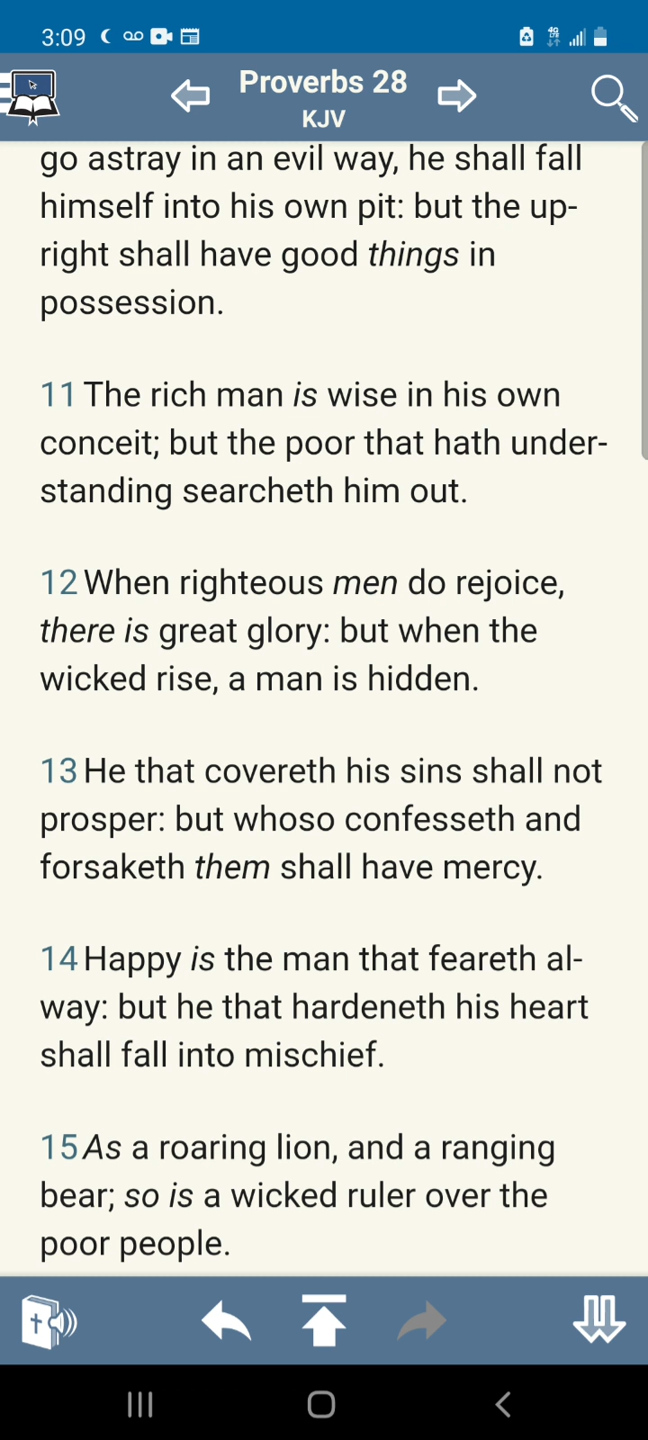 3:09
Proverbs 28
KJV
go astray in an evil way, he shall fall
himself into his own pit: but the up-
right shall have good things in
possession.
11 The rich man is wise in his own
conceit; but the poor that hath under-
standing searcheth him out.
12 When righteous men do rejoice,
there is great glory: but when the
wicked rise, a man is hidden.
13 He that covereth his sins shall not
prosper: but whoso confesseth and
forsaketh them shall have mercy.
14 Happy is the man that feareth al-
way: but he that hardeneth his heart
shall fall into mischief.
15 As a roaring lion, and a ranging
bear; so is a wicked ruler over the
poor people.